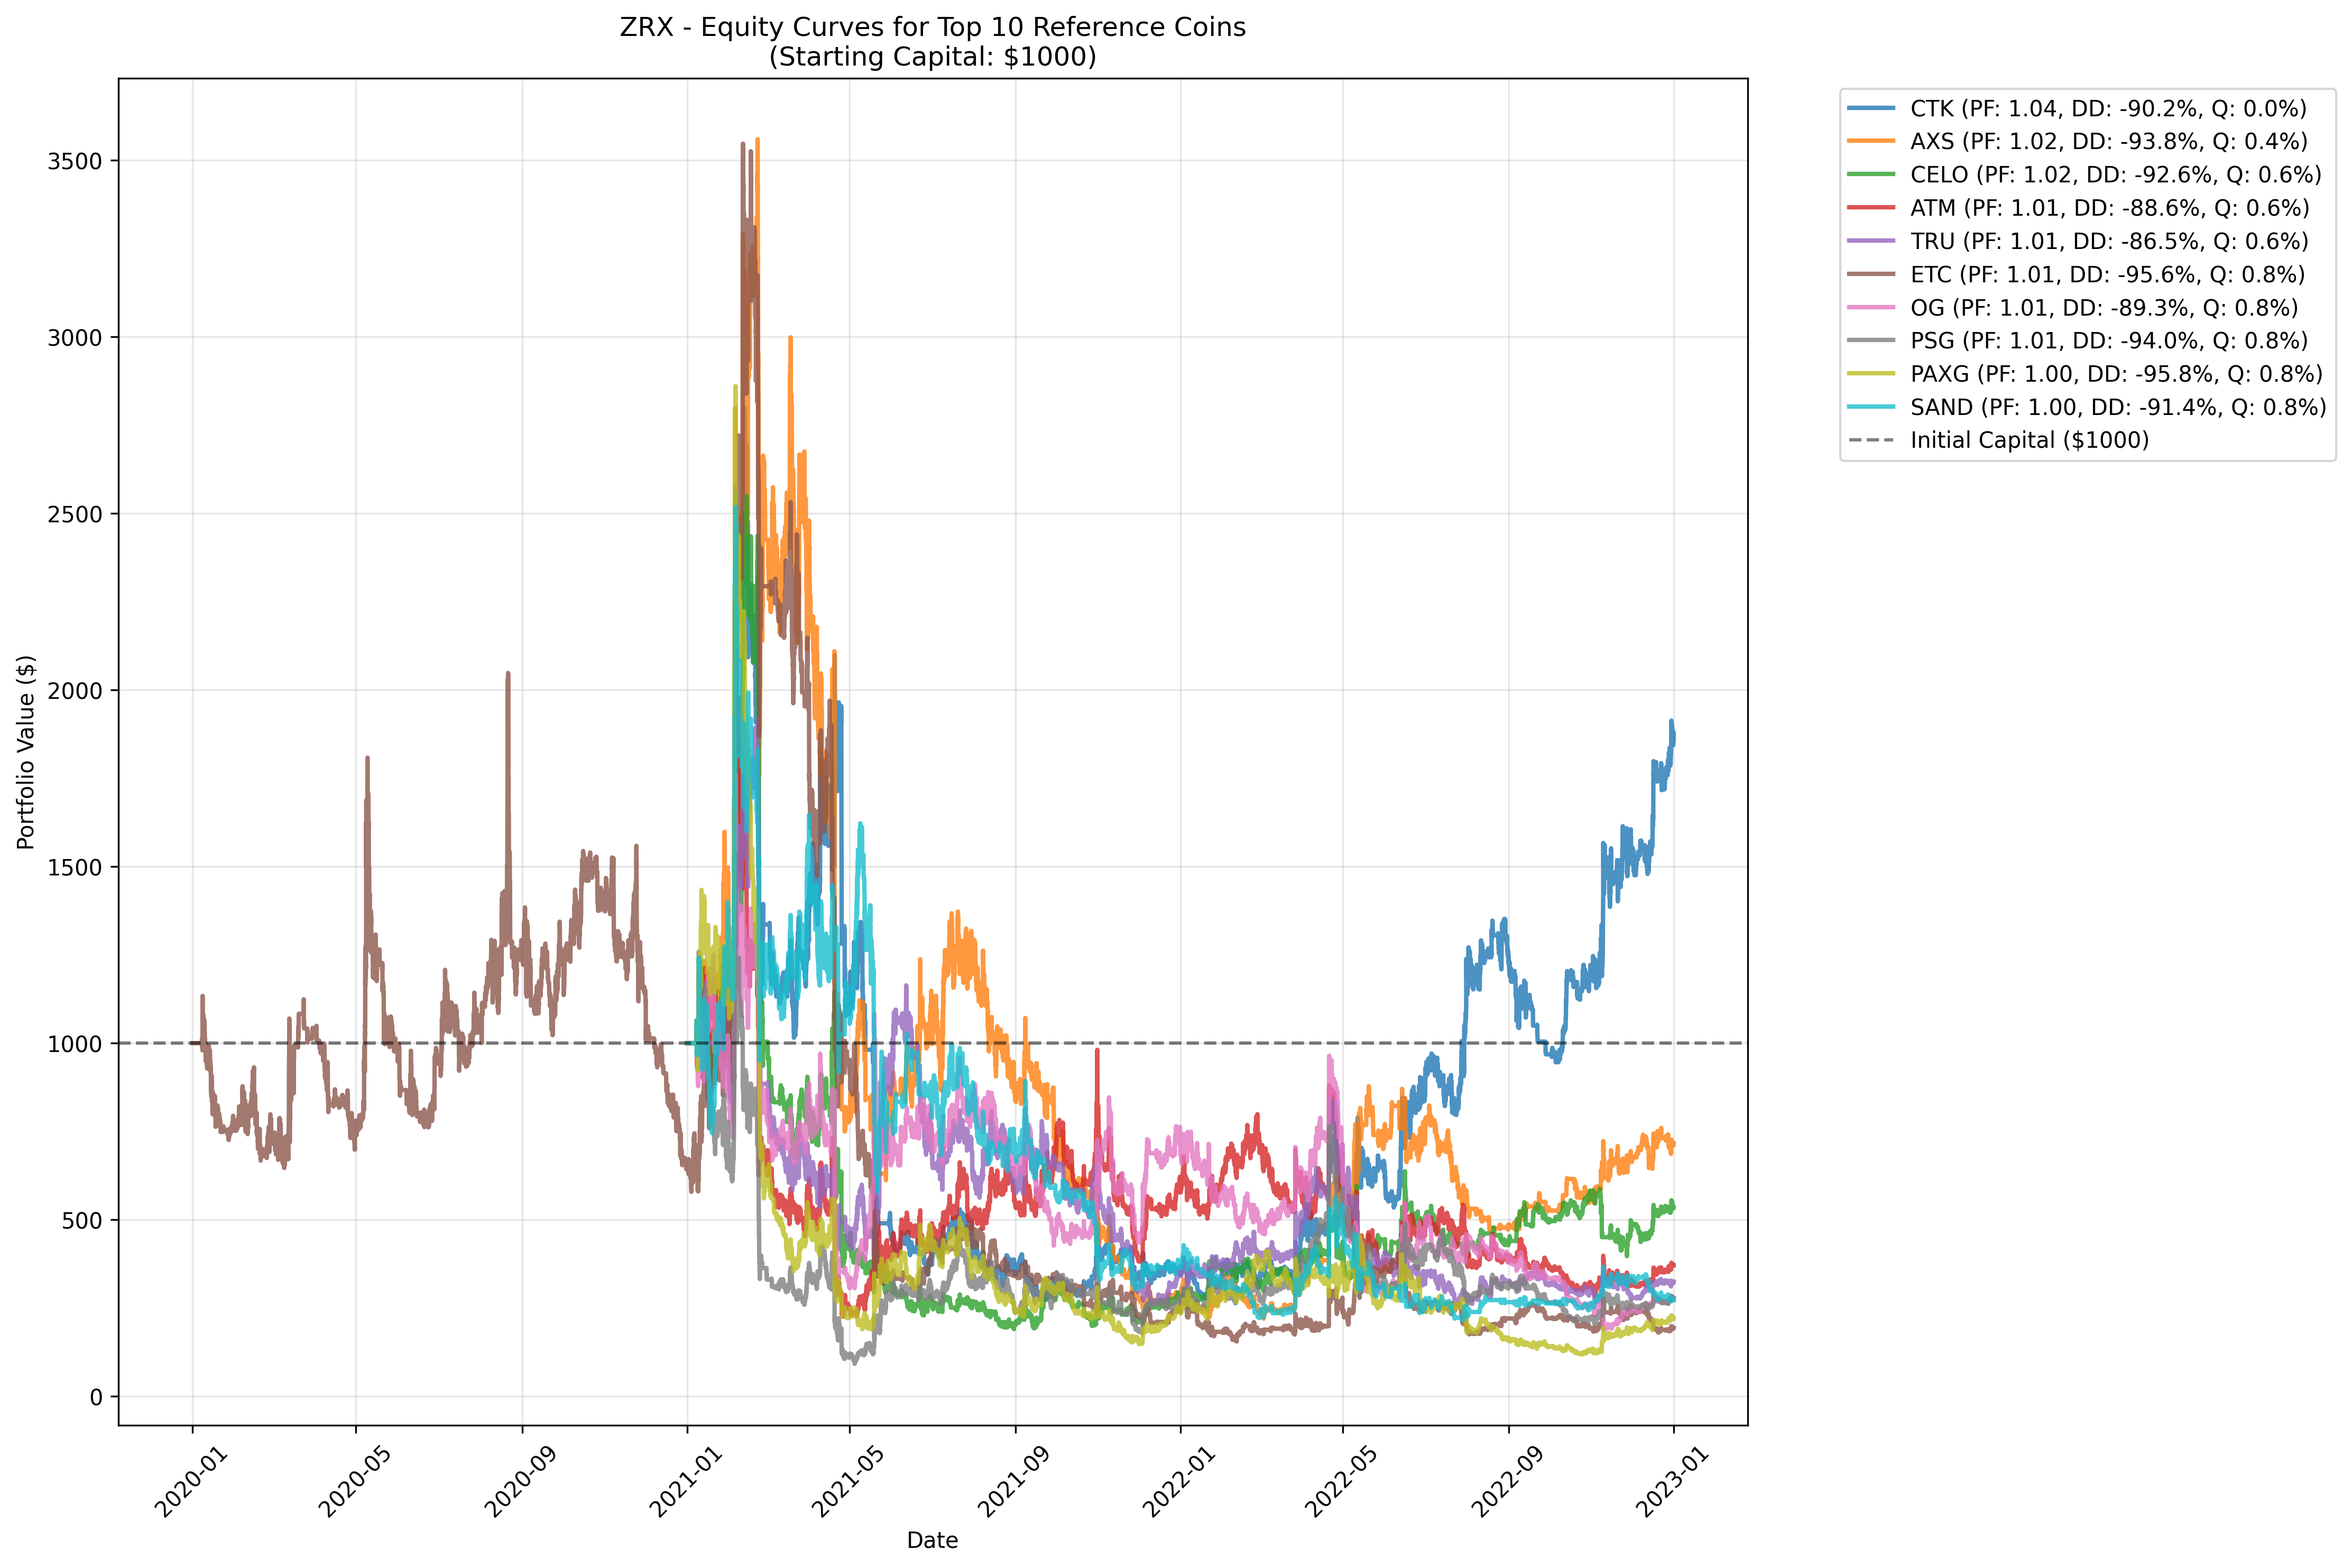 ZRX - Equity Curves for Top 10 Reference Coins
(Starting Capital: $1000)
CTK (PF: 1.04, DD: -90.2%, Q: 0.0%)
AXS (PF: 1.02, DD: -93.8%, Q: 0.4%)
CELO (PF: 1.02, DD: -92.6%, Q: 0.6%)
ATM (PF: 1.01, DD: -88.6%, Q: 0.6%)
TRU (PF: 1.01, DD: -86.5%, Q: 0.6%)
ETC (PF: 1.01, DD: -95.6%, Q: 0.8%)
OG (PF: 1.01, DD: -89.3%, Q: 0.8%)
PSG (PF: 1.01, DD: -94.0%, Q: 0.8%)
PAXG (PF: 1.00, DD: -95.8%, Q: 0.8%)
SAND (PF: 1.00, DD: -91.4%, Q: 0.8%)
Initial Capital ($1000)
Portfolio Value ($)
3500
3000
2500
2000
1500
1000
500
0
2020-01
2020-05
2020-09
2021-01
2021-05
2021-09
2022-01
2022-05
2022-09
2023-01
Date